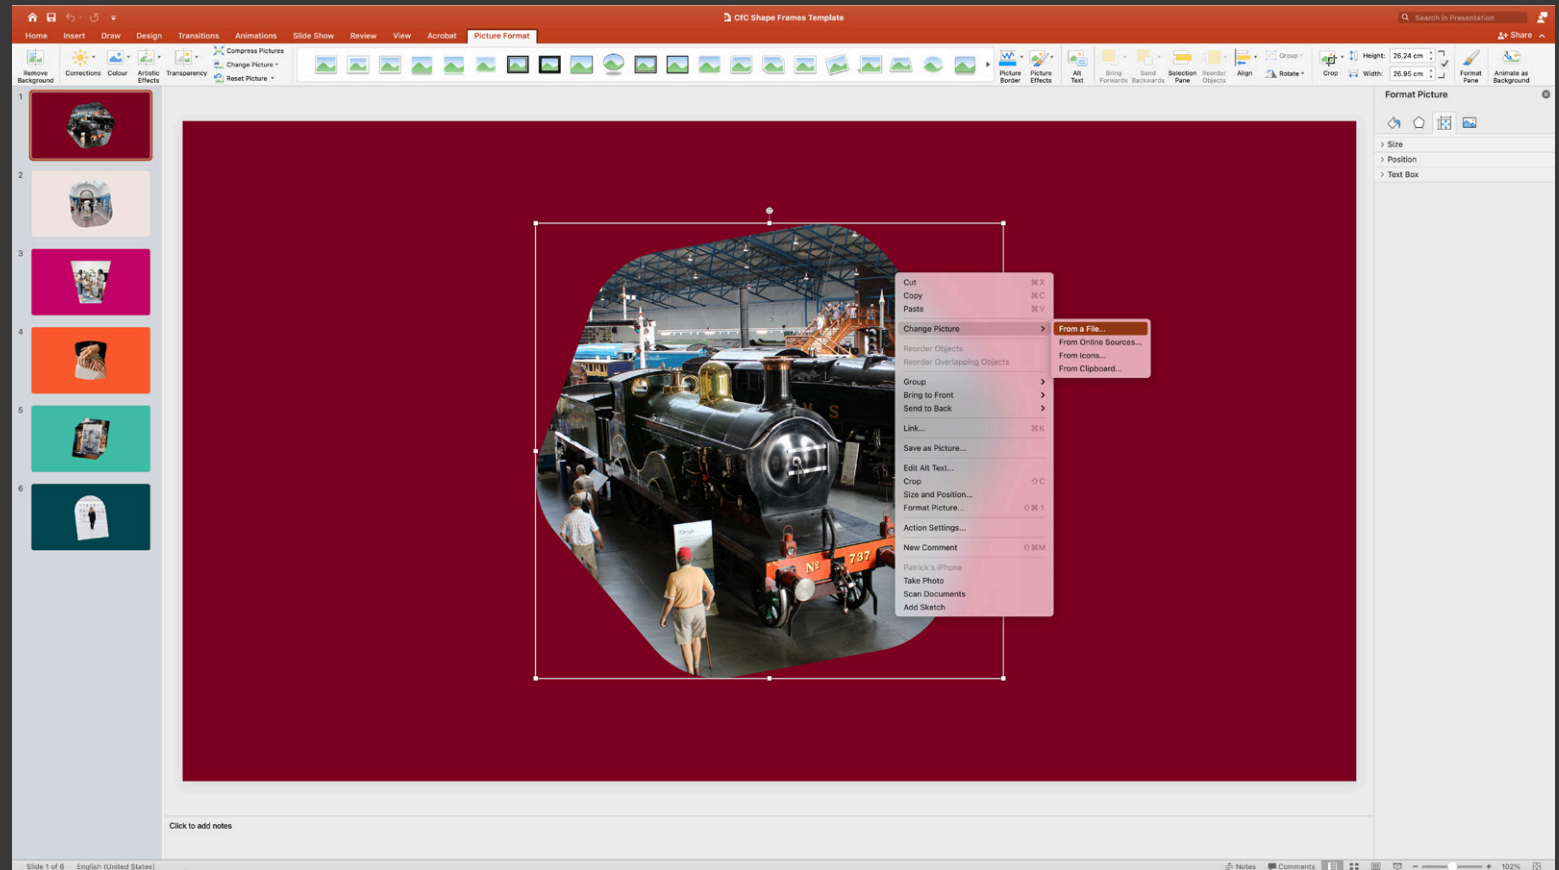 CfC Shape Frames Template
Search in Presentation
Home Insert Draw Design Transitions Animations Slide Show Review View Acrobat Picture Format
Share
Remove Background
Corrections
Colour
Artistic Effects
Transparency
Compress Pictures
Change Picture
Reset Picture
Picture Border
Picture Effects
Alt Text
Bring Forwards
Send Backwards
Selection Pane
Reorder Objects
Align
Group
Rotate
Crop
Height: 26.24 cm
Width: 26.95 cm
Format Pane
Animate as Background
1
2
3
4
5
6
M S
Nº 737
Cut ⌘X
Copy ⌘C
Paste ⌘V
Change Picture
Reorder Objects
Reorder Overlapping Objects
Group
Bring to Front
Send to Back
Link... ⌘K
Save as Picture...
Edit Alt Text...
Crop ⇧C
Size and Position...
Format Picture... ⇧⌘1
Action Settings...
New Comment ⇧⌘M
Patrick's iPhone
Take Photo
Scan Documents
Add Sketch
From a File...
From Online Sources...
From Icons...
From Clipboard...
Format Picture
Size
Position
Text Box
Click to add notes
Slide 1 of 6 English (United States)
Notes Comments 102%